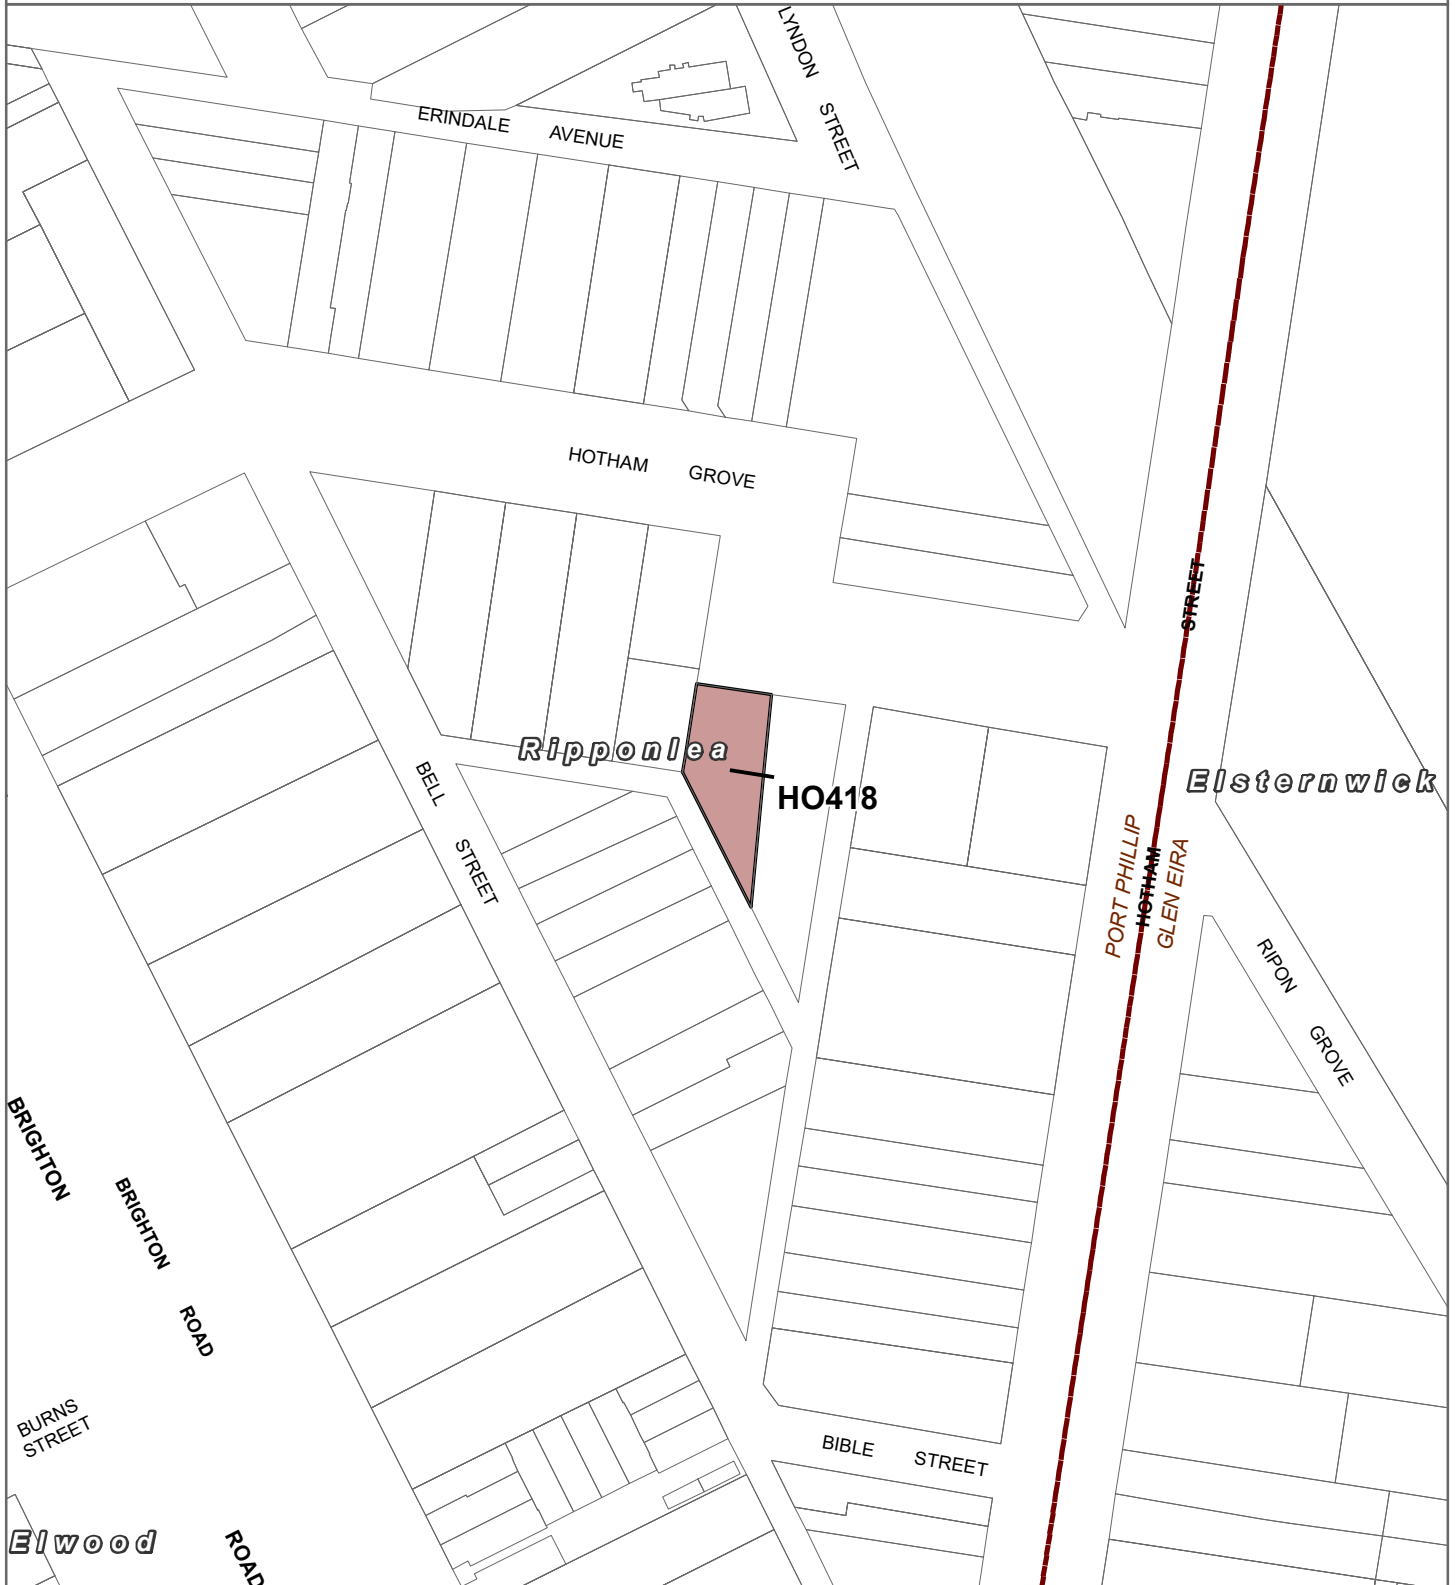 LYNDON STREET
ERINDALE AVENUE
HOTHAM GROVE
STREET
Ripponlea
HO418
Elsternwick
BELL STREET
PORT PHILLIP
HOTHAM
GLEN EIRA
RIPON GROVE
BRIGHTON
BRIGHTON ROAD
BURNS
STREET
BIBLE STREET
Elwood
ROAD